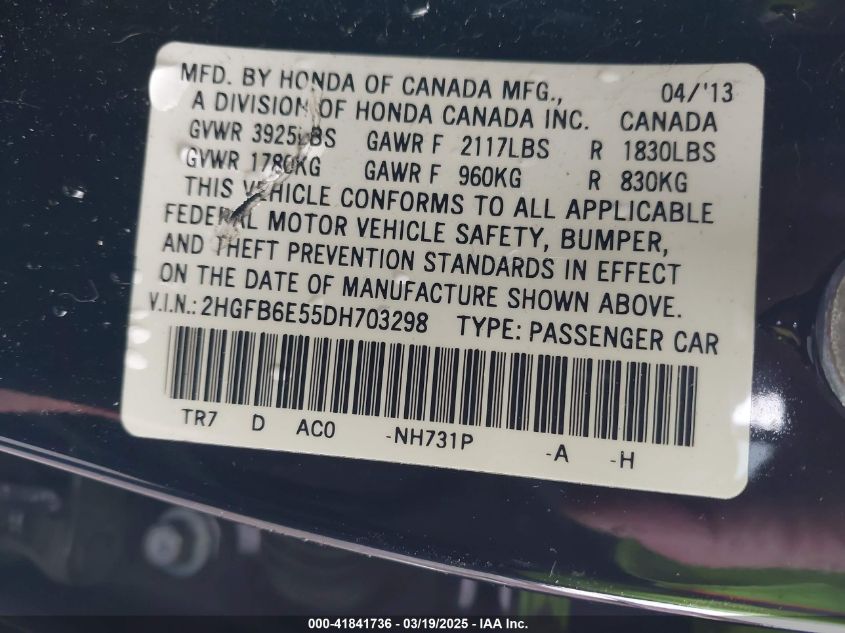 MFD. BY HONDA OF CANADA MFG., 04/'13
A DIVISION OF HONDA CANADA INC. CANADA
GVWR 3925LBS GAWR F 2117LBS R 1830LBS
GVWR 1780KG GAWR F 960KG R 830KG
THIS VEHICLE CONFORMS TO ALL APPLICABLE
FEDERAL MOTOR VEHICLE SAFETY, BUMPER,
AND THEFT PREVENTION STANDARDS IN EFFECT
ON THE DATE OF MANUFACTURE SHOWN ABOVE.
V.I.N.: 2HGFB6E55DH703298 TYPE: PASSENGER CAR
TR7 D AC0 -NH731P -A -H
000-41841736 - 03/19/2025 - IAA Inc.